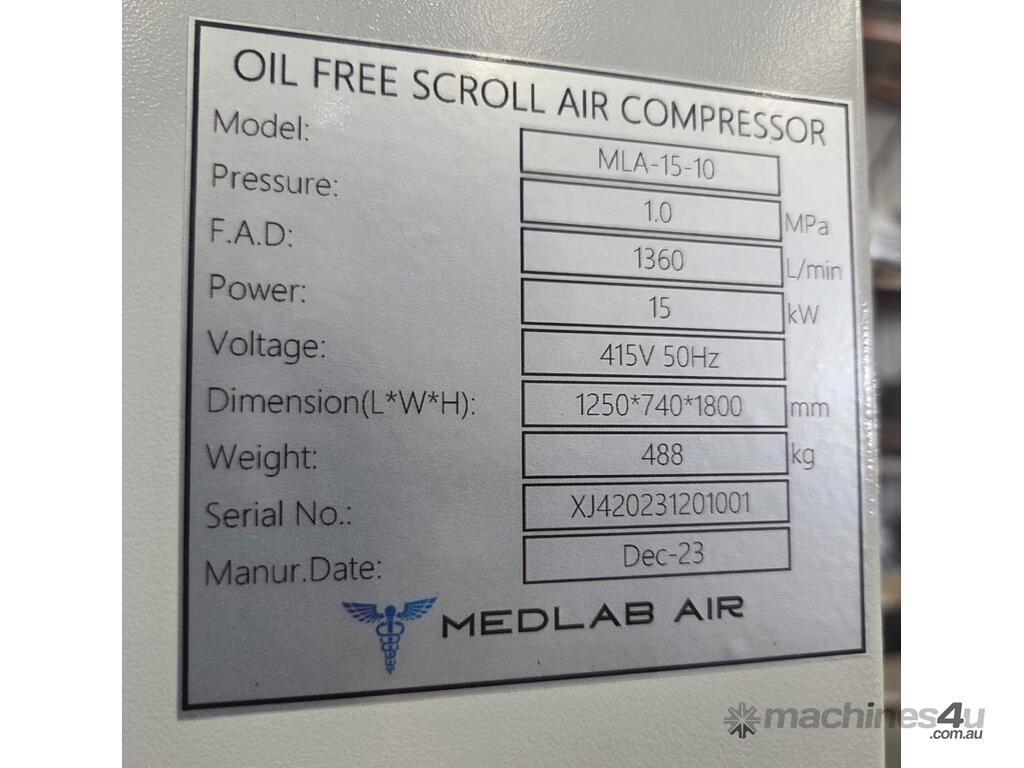 OIL FREE SCROLL AIR COMPRESSOR
Model: MLA-15-10
Pressure: 1.0 MPa
F.A.D: 1360 L/min
Power: 15 kW
Voltage: 415V 50Hz
Dimension(L*W*H): 1250*740*1800 mm
Weight: 488 kg
Serial No.: XJ420231201001
Manur.Date: Dec-23
MEDLAB AIR
machines4u
.com.au